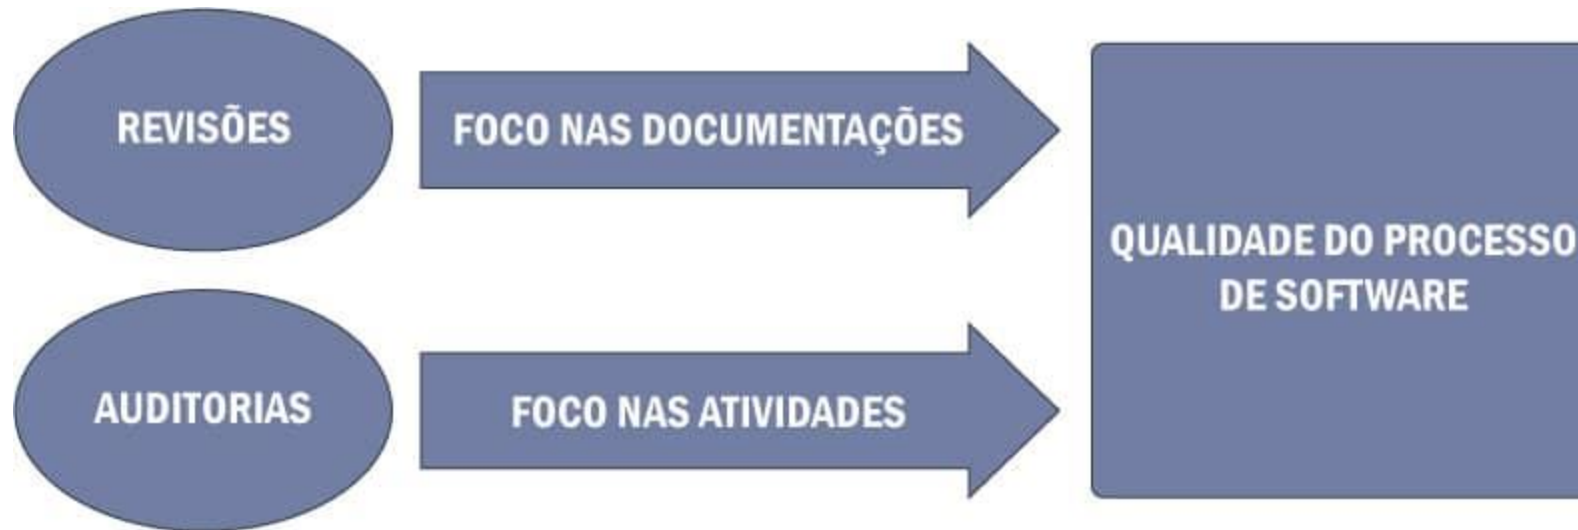 REVISÕES
FOCO NAS DOCUMENTAÇÕES
QUALIDADE DO PROCESSO
DE SOFTWARE
AUDITORIAS
FOCO NAS ATIVIDADES